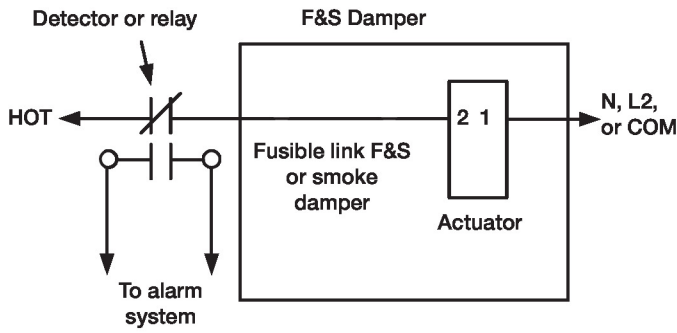 Detector or relay
F&S Damper
HOT
2 1
N, L2,
or COM
Fusible link F&S
or smoke
damper
Actuator
To alarm
system